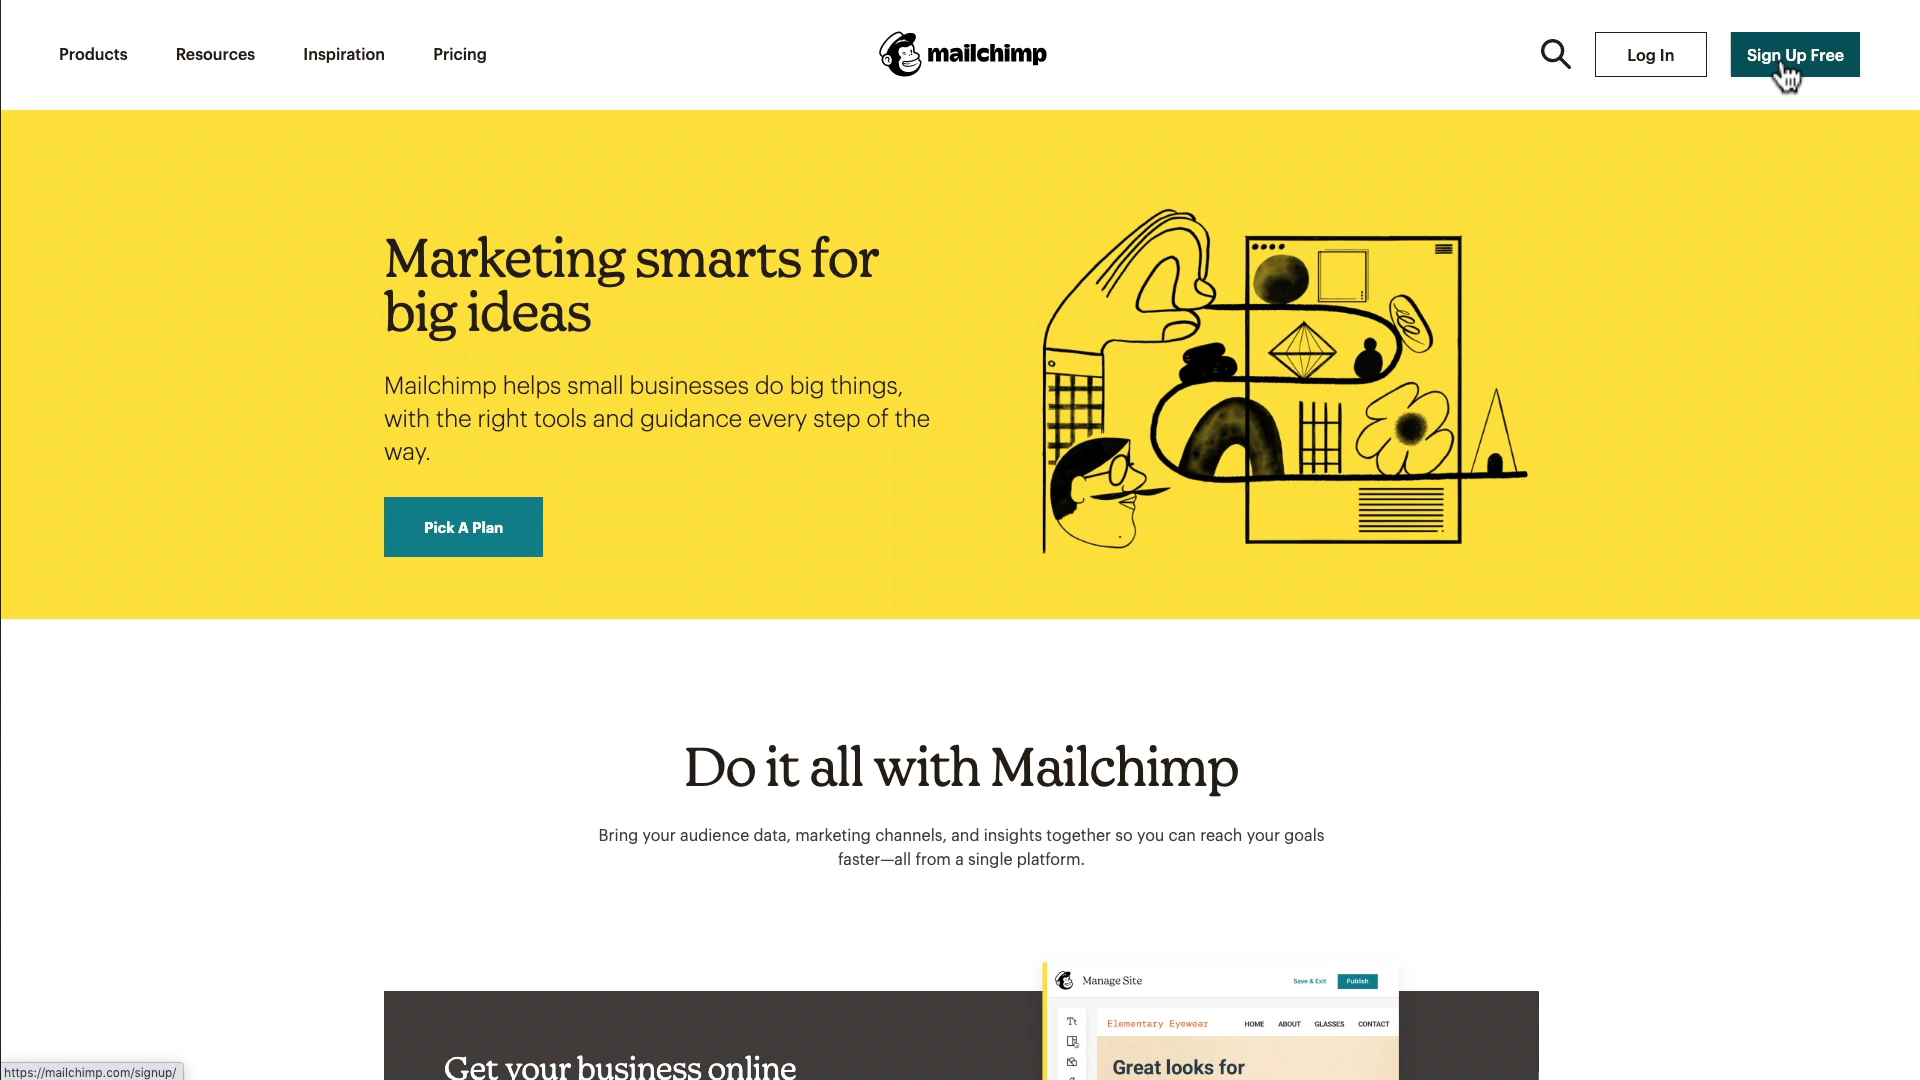 Products
Resources
Inspiration
Pricing
mailchimp
Log In
Sign Up Free
Marketing smarts for
big ideas
Mailchimp helps small businesses do big things,
with the right tools and guidance every step of the
way.
Pick A Plan
Do it all with Mailchimp
Bring your audience data, marketing channels, and insights together so you can reach your goals
faster—all from a single platform.
Manage Site
Save & Exit
Publish
Tt
Elementary Eyewear
HOME
ABOUT
GLASSES
CONTACT
Get your business online
Great looks for
https://mailchimp.com/signup/